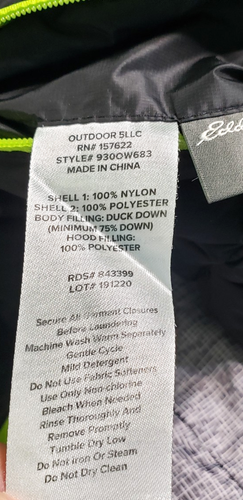 OUTDOOR 5LLC
RN# 157622
STYLE# 930OW683
MADE IN CHINA
SHELL 1: 100% NYLON
SHELL 2: 100% POLYESTER
BODY FILLING: DUCK DOWN
(MINIMUM 75% DOWN)
HOOD FILLING:
100% POLYESTER
RDS# 843399
LOT# 191220
Secure All Garment Closures
Before Laundering
Machine Wash Warm Separately
Gentle Cycle
Mild Detergent
Do Not Use Fabric Softeners
Use Only Non-chlorine
Bleach When Needed
Rinse Thoroughly And
Remove Promptly
Tumble Dry Low
Do Not Iron or Steam
Do Not Dry Clean
Edd